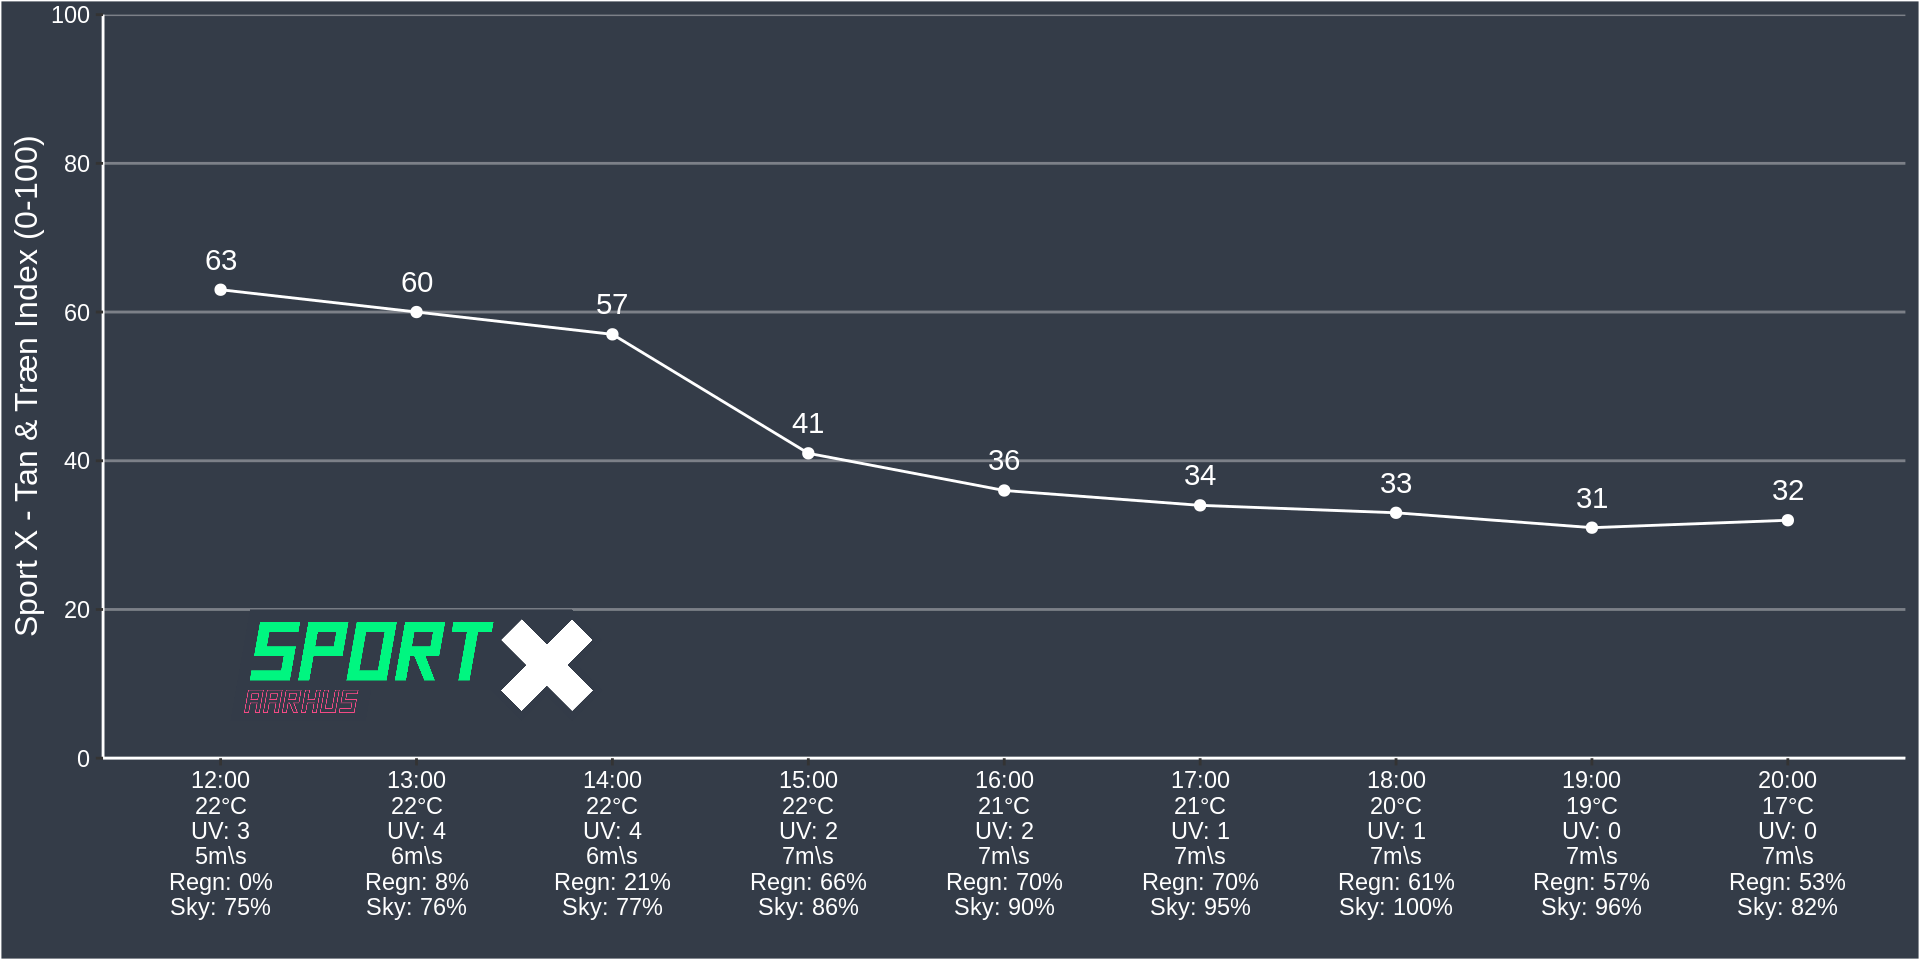 Sport X - Tan & Træn Index (0-100)
100
80
60
40
20
0
63
60
57
41
36
34
33
31
32
SPORT X
AARHUS
12:00 13:00 14:00 15:00 16:00 17:00 18:00 19:00 20:00
22°C 22°C 22°C 22°C 21°C 21°C 20°C 19°C 17°C
UV: 3 UV: 4 UV: 4 UV: 2 UV: 2 UV: 1 UV: 1 UV: 0 UV: 0
5m\s 6m\s 6m\s 7m\s 7m\s 7m\s 7m\s 7m\s 7m\s
Regn: 0% Regn: 8% Regn: 21% Regn: 66% Regn: 70% Regn: 70% Regn: 61% Regn: 57% Regn: 53%
Sky: 75% Sky: 76% Sky: 77% Sky: 86% Sky: 90% Sky: 95% Sky: 100% Sky: 96% Sky: 82%